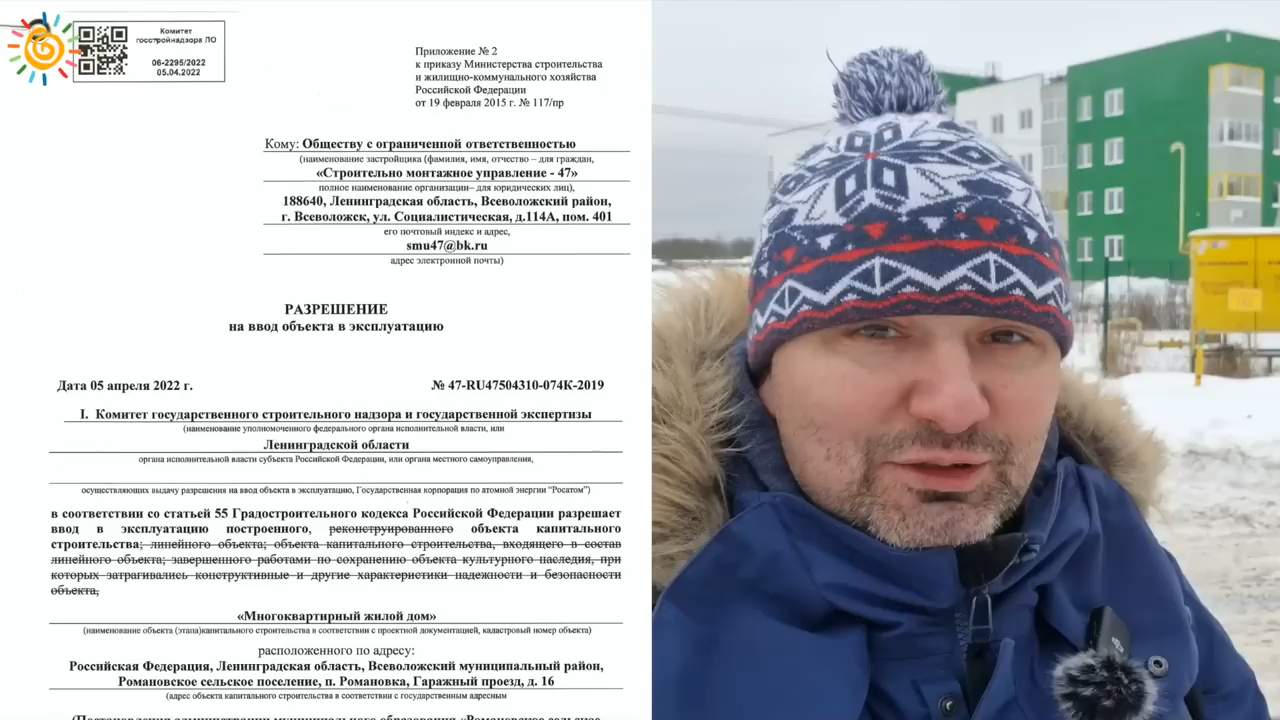 Комитет
госстройнадзора ЛО
06-2295/2022
05.04.2022
Приложение № 2
к приказу Министерства строительства
и жилищно-коммунального хозяйства
Российской Федерации
от 19 февраля 2015 г. № 117/пр
Кому: Обществу с ограниченной ответственностью
(наименование застройщика (фамилия, имя, отчество – для граждан,
«Строительно монтажное управление - 47»
полное наименование организации– для юридических лиц),
188640, Ленинградская область, Всеволожский район,
г. Всеволожск, ул. Социалистическая, д.114А, пом. 401
его почтовый индекс и адрес,
smu47@bk.ru
адрес электронной почты)
РАЗРЕШЕНИЕ
на ввод объекта в эксплуатацию
Дата 05 апреля 2022 г.
№ 47-RU47504310-074К-2019
I. Комитет государственного строительного надзора и государственной экспертизы
(наименование уполномоченного федерального органа исполнительной власти, или
Ленинградской области
органа исполнительной власти субъекта Российской Федерации, или органа местного самоуправления,
осуществляющих выдачу разрешения на ввод объекта в эксплуатацию, Государственная корпорация по атомной энергии “Росатом”)
в соответствии со статьей 55 Градостроительного кодекса Российской Федерации разрешает
ввод в эксплуатацию построенного, реконструированного объекта капитального
строительства; линейного объекта; объекта капитального строительства, входящего в состав
линейного объекта; завершенного работами по сохранению объекта культурного наследия, при
которых затрагивались конструктивные и другие характеристики надежности и безопасности
объекта,
«Многоквартирный жилой дом»
(наименование объекта (этапа)капитального строительства в соответствии с проектной документацией, кадастровый номер объекта)
расположенного по адресу:
Российская Федерация, Ленинградская область, Всеволожский муниципальный район,
Романовское сельское поселение, п. Романовка, Гаражный проезд, д. 16
(адрес объекта капитального строительства в соответствии с государственным адресным
(Постановления администрации муниципального образования «Романовское сельское